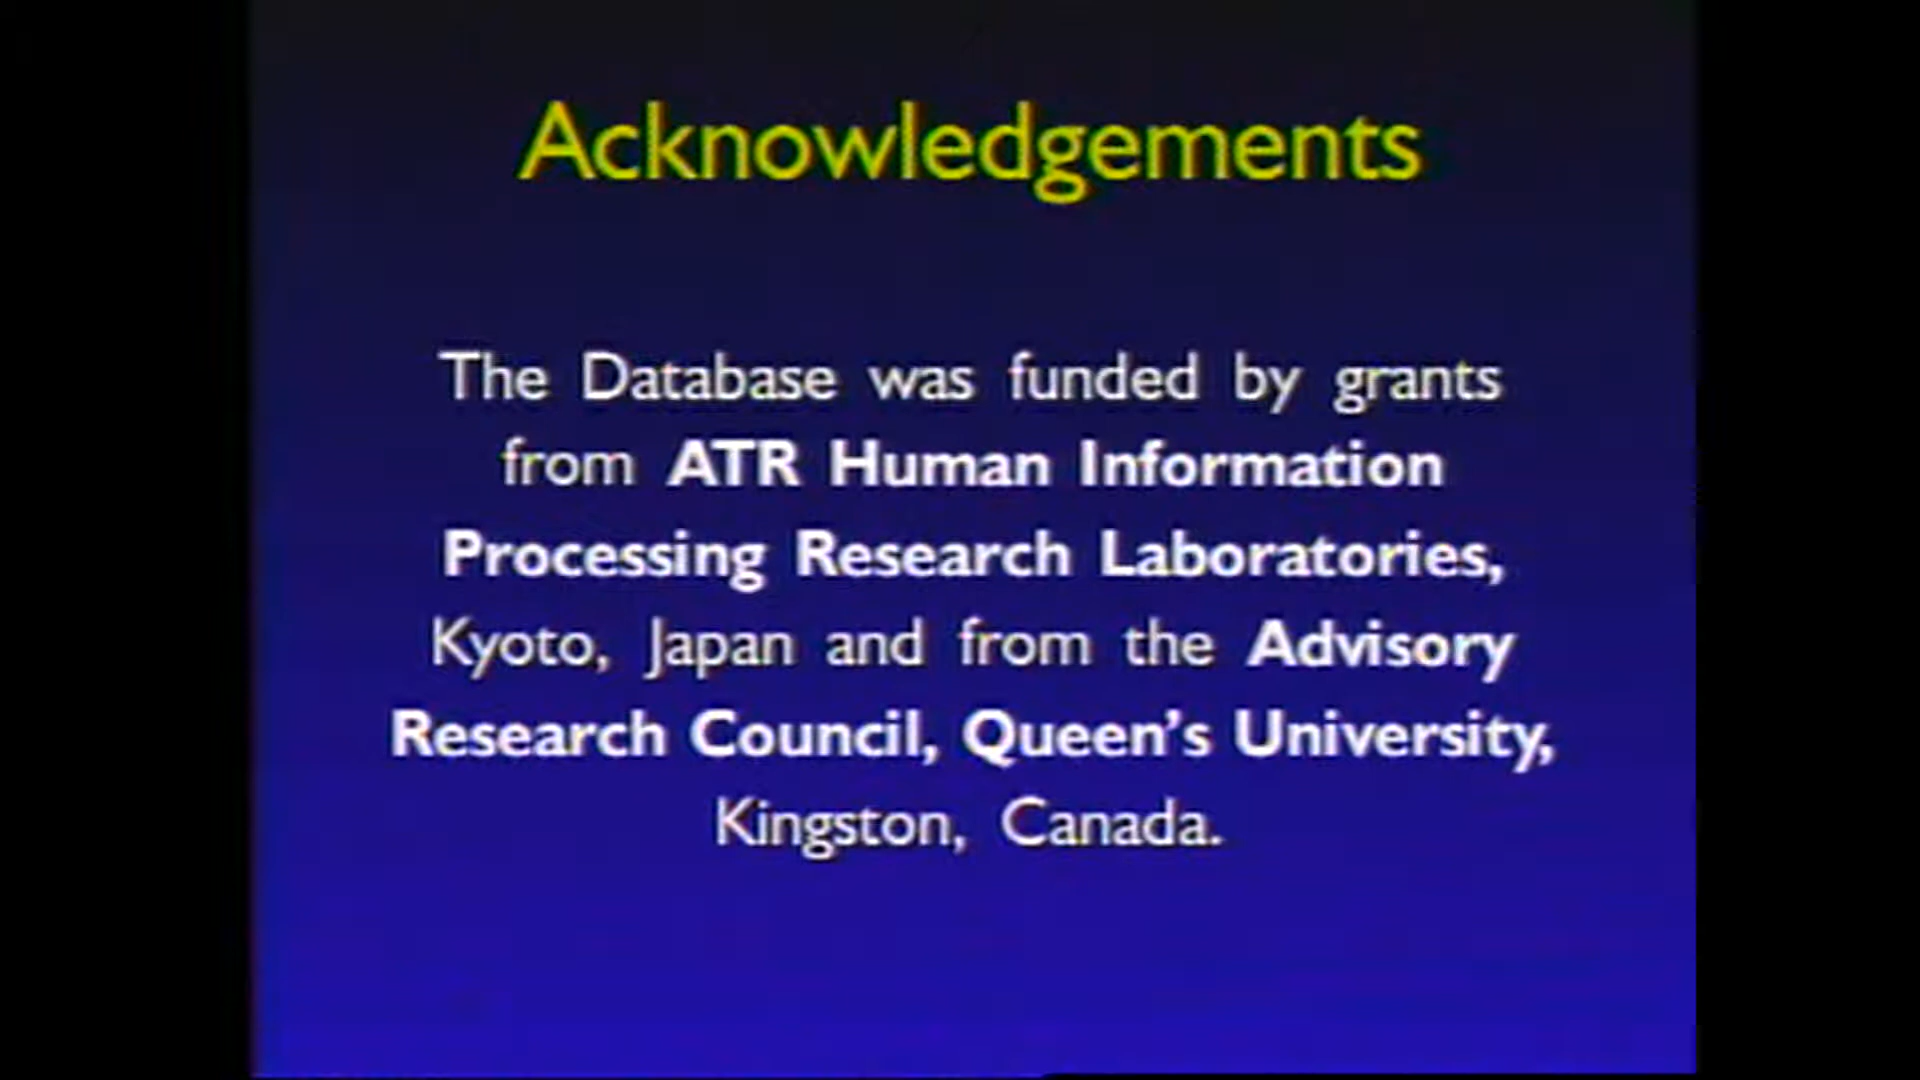 Acknowledgements
The Database was funded by grants
from ATR Human Information
Processing Research Laboratories,
Kyoto, Japan and from the Advisory
Research Council, Queen's University,
Kingston, Canada.